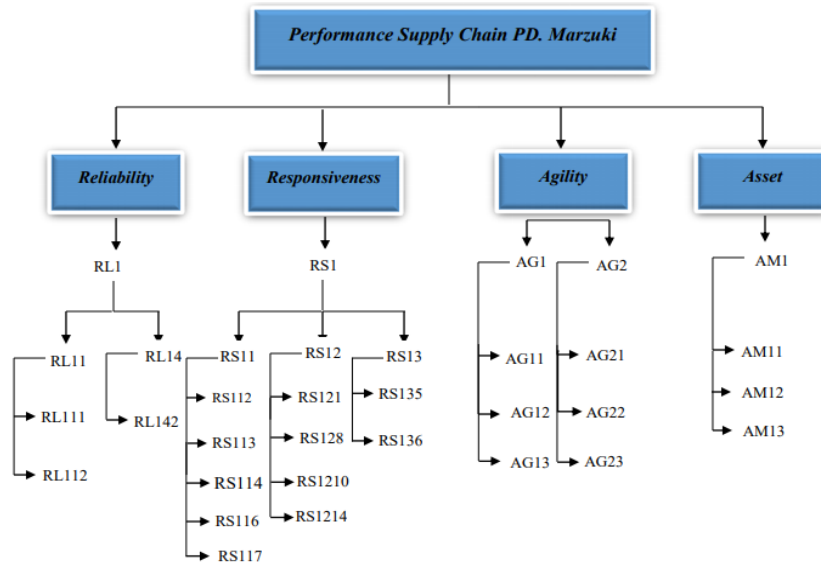 Performance Supply Chain PD. Marzuki
Reliability
Responsiveness
Agility
Asset
RL1
RS1
AG1
AG2
AM1
RL11
RL14
RS11
RS12
RS13
AG11
AG21
AM11
RL111
RL142
RS112
RS121
RS135
AG12
AG22
AM12
RL112
RS113
RS128
RS136
AG13
AG23
AM13
RS114
RS1210
RS116
RS1214
RS117